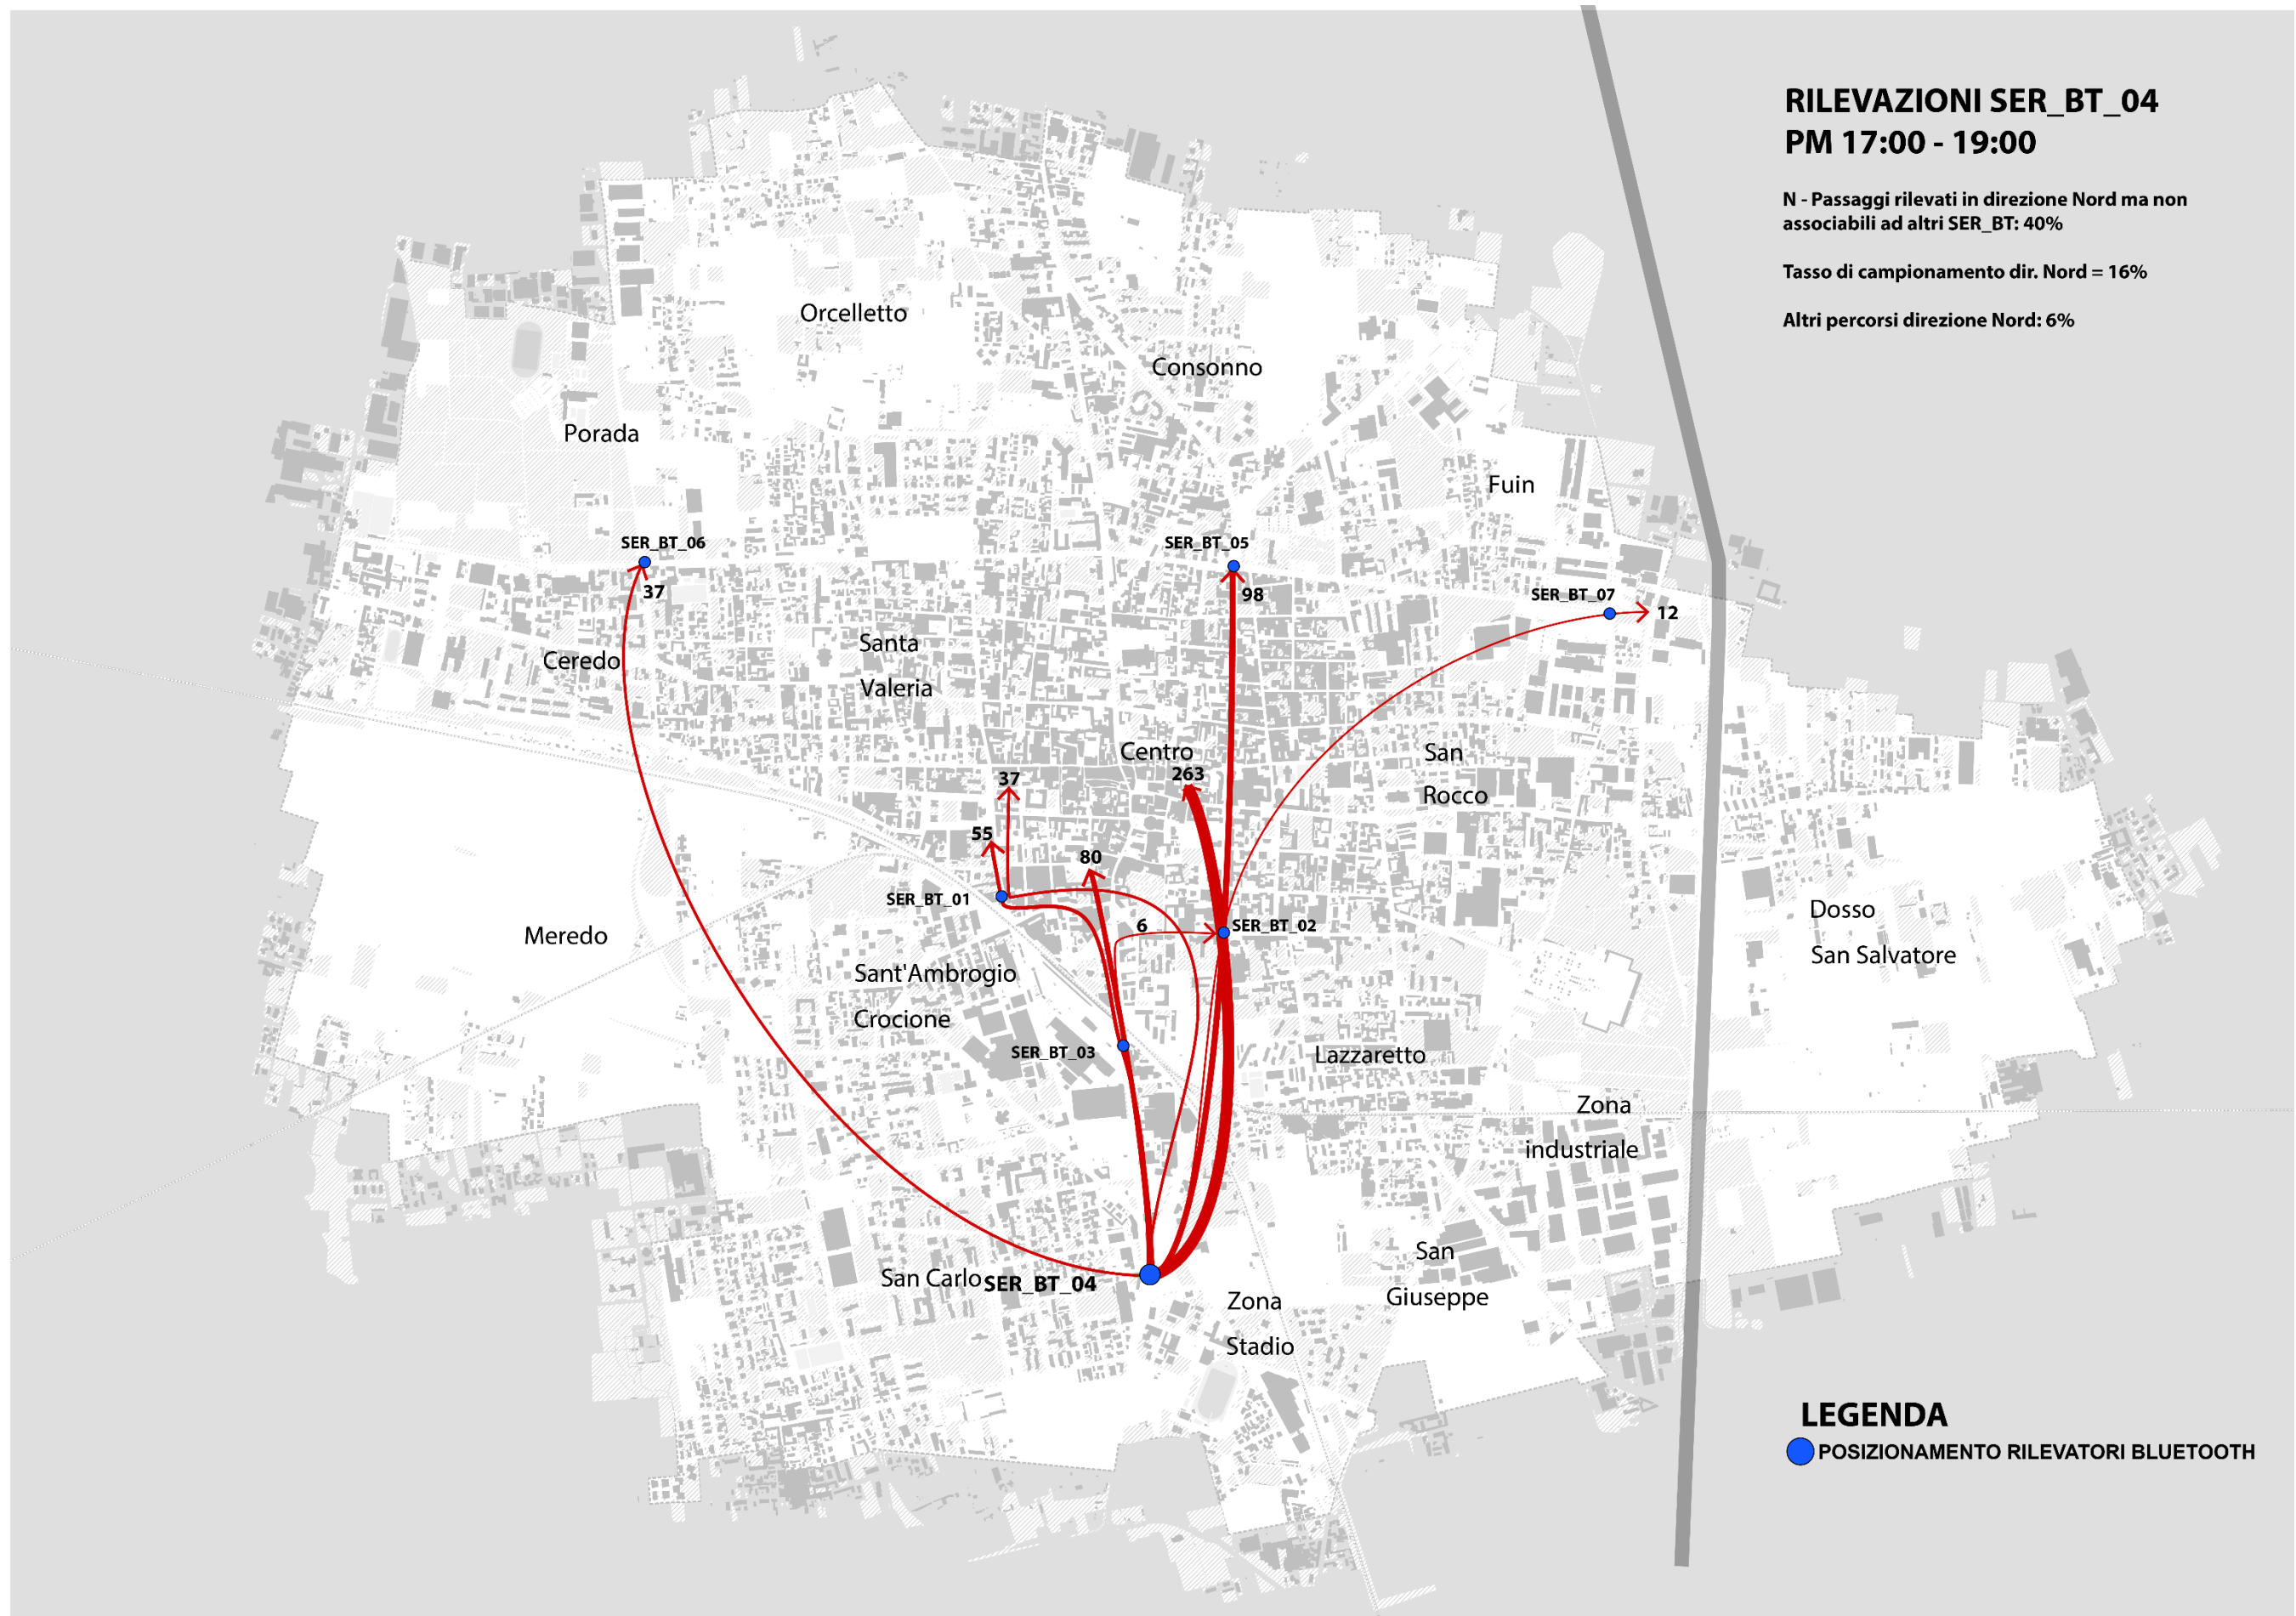 RILEVAZIONI SER_BT_04
PM 17:00 - 19:00
N - Passaggi rilevati in direzione Nord ma non
associabili ad altri SER_BT: 40%
Tasso di campionamento dir. Nord = 16%
Altri percorsi direzione Nord: 6%
Orcelletto
Consonno
Porada
Fuin
SER_BT_06
37
SER_BT_05
98
SER_BT_07
12
Ceredo
Santa
Valeria
Centro
263
San
Rocco
37
55
80
SER_BT_01
6
SER_BT_02
Meredo
Dosso
San Salvatore
Sant'Ambrogio
Crocione
SER_BT_03
Lazzaretto
Zona
industriale
San Carlo
SER_BT_04
San
Giuseppe
Zona
Stadio
LEGENDA
POSIZIONAMENTO RILEVATORI BLUETOOTH